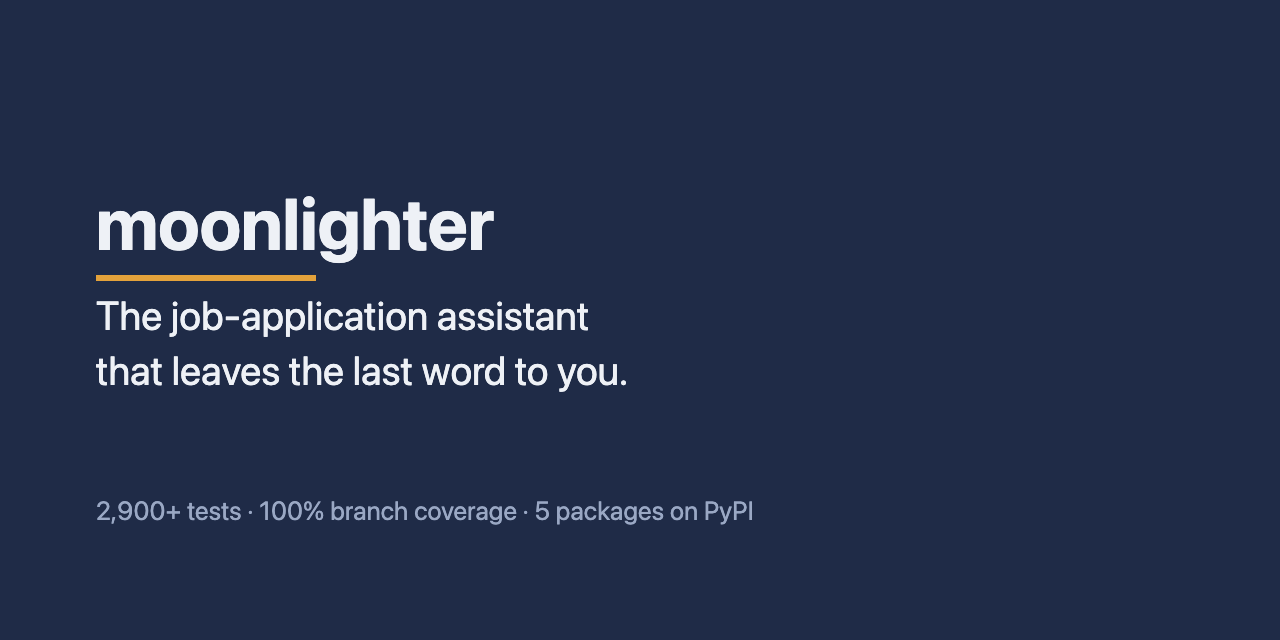 moonlighter
The job-application assistant
that leaves the last word to you.
2,900+ tests · 100% branch coverage · 5 packages on PyPI